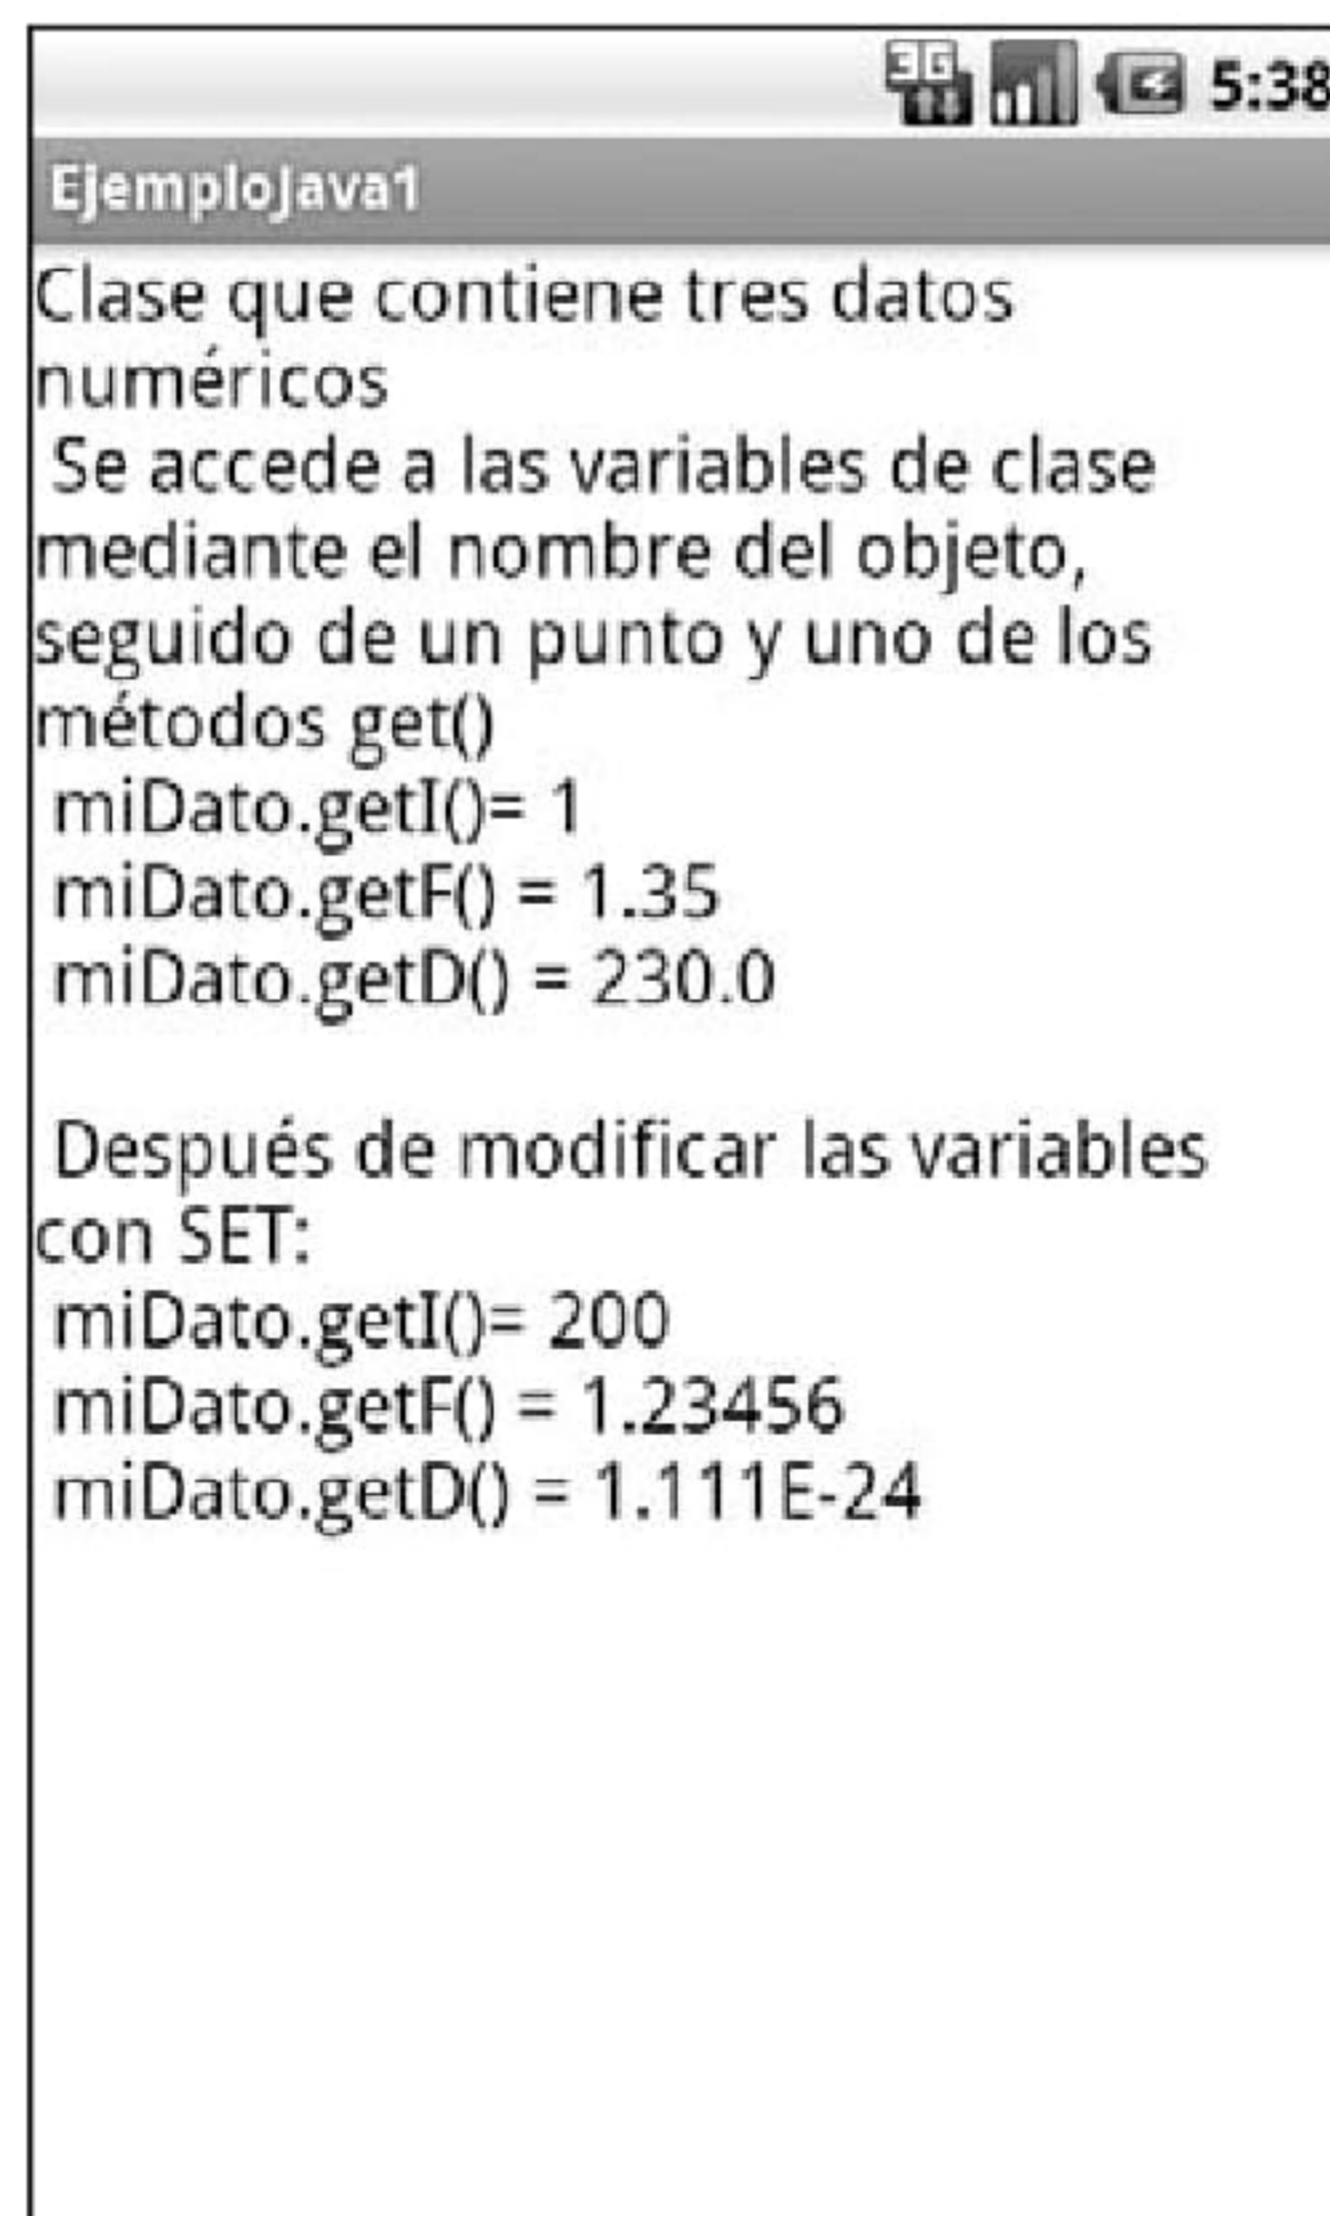 3G 5:38
EjemploJava1
Clase que contiene tres datos
numéricos
Se accede a las variables de clase
mediante el nombre del objeto,
seguido de un punto y uno de los
métodos get()
miDato.getI()= 1
miDato.getF() = 1.35
miDato.getD() = 230.0
Después de modificar las variables
con SET:
miDato.getI()= 200
miDato.getF() = 1.23456
miDato.getD() = 1.111E-24